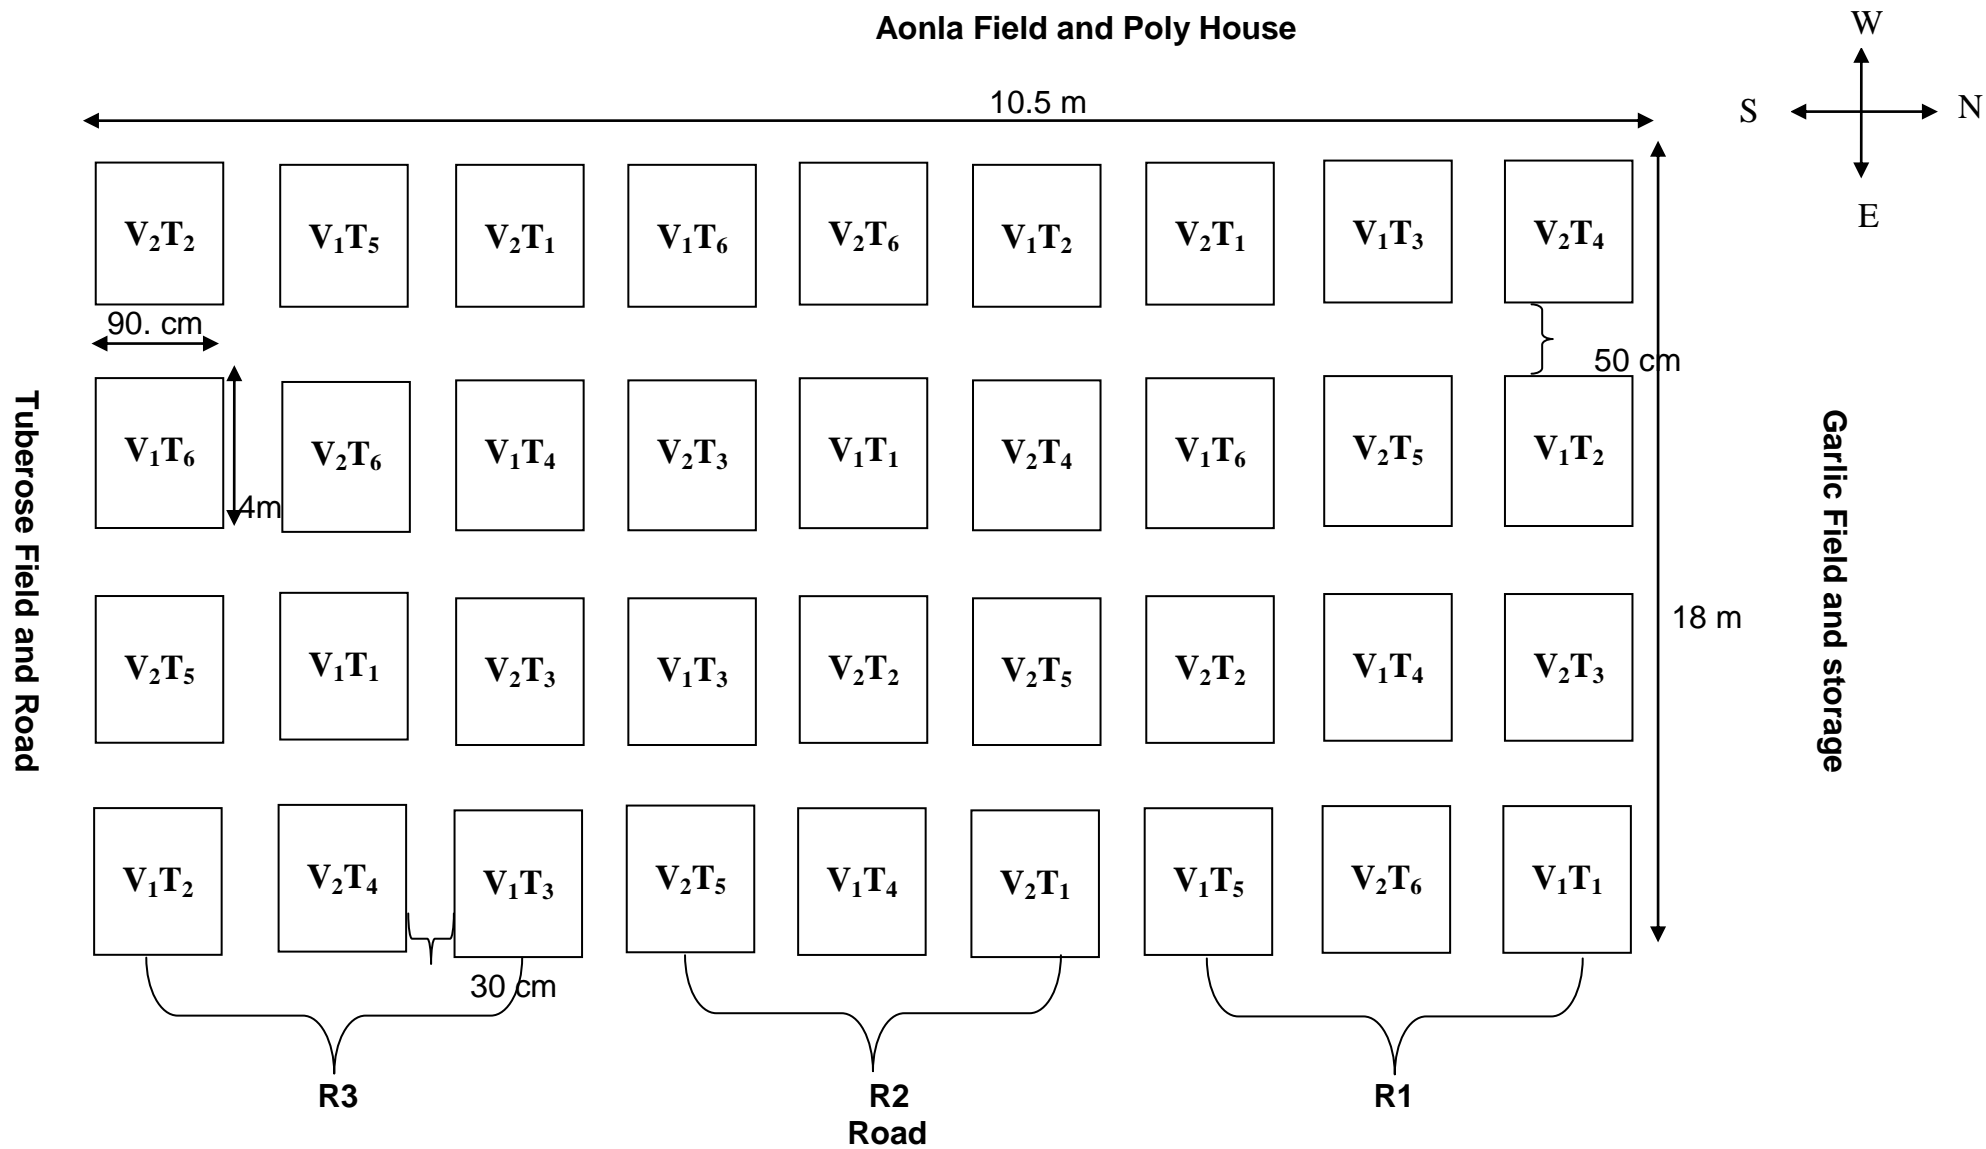 Aonla Field and Poly House
W
10.5 m
S
N
E
V₂T₂ V₁T₅ V₂T₁ V₁T₆ V₂T₆ V₁T₂ V₂T₁ V₁T₃ V₂T₄
90. cm
50 cm
V₁T₆ V₂T₆ V₁T₄ V₂T₃ V₁T₁ V₂T₄ V₁T₆ V₂T₅ V₁T₂
4m
Tuberose Field and Road
Garlic Field and storage
18 m
V₂T₅ V₁T₁ V₂T₃ V₁T₃ V₂T₂ V₂T₅ V₂T₂ V₁T₄ V₂T₃
V₁T₂ V₂T₄ V₁T₃ V₂T₅ V₁T₄ V₂T₁ V₁T₅ V₂T₆ V₁T₁
30 cm
R3
R2
R1
Road